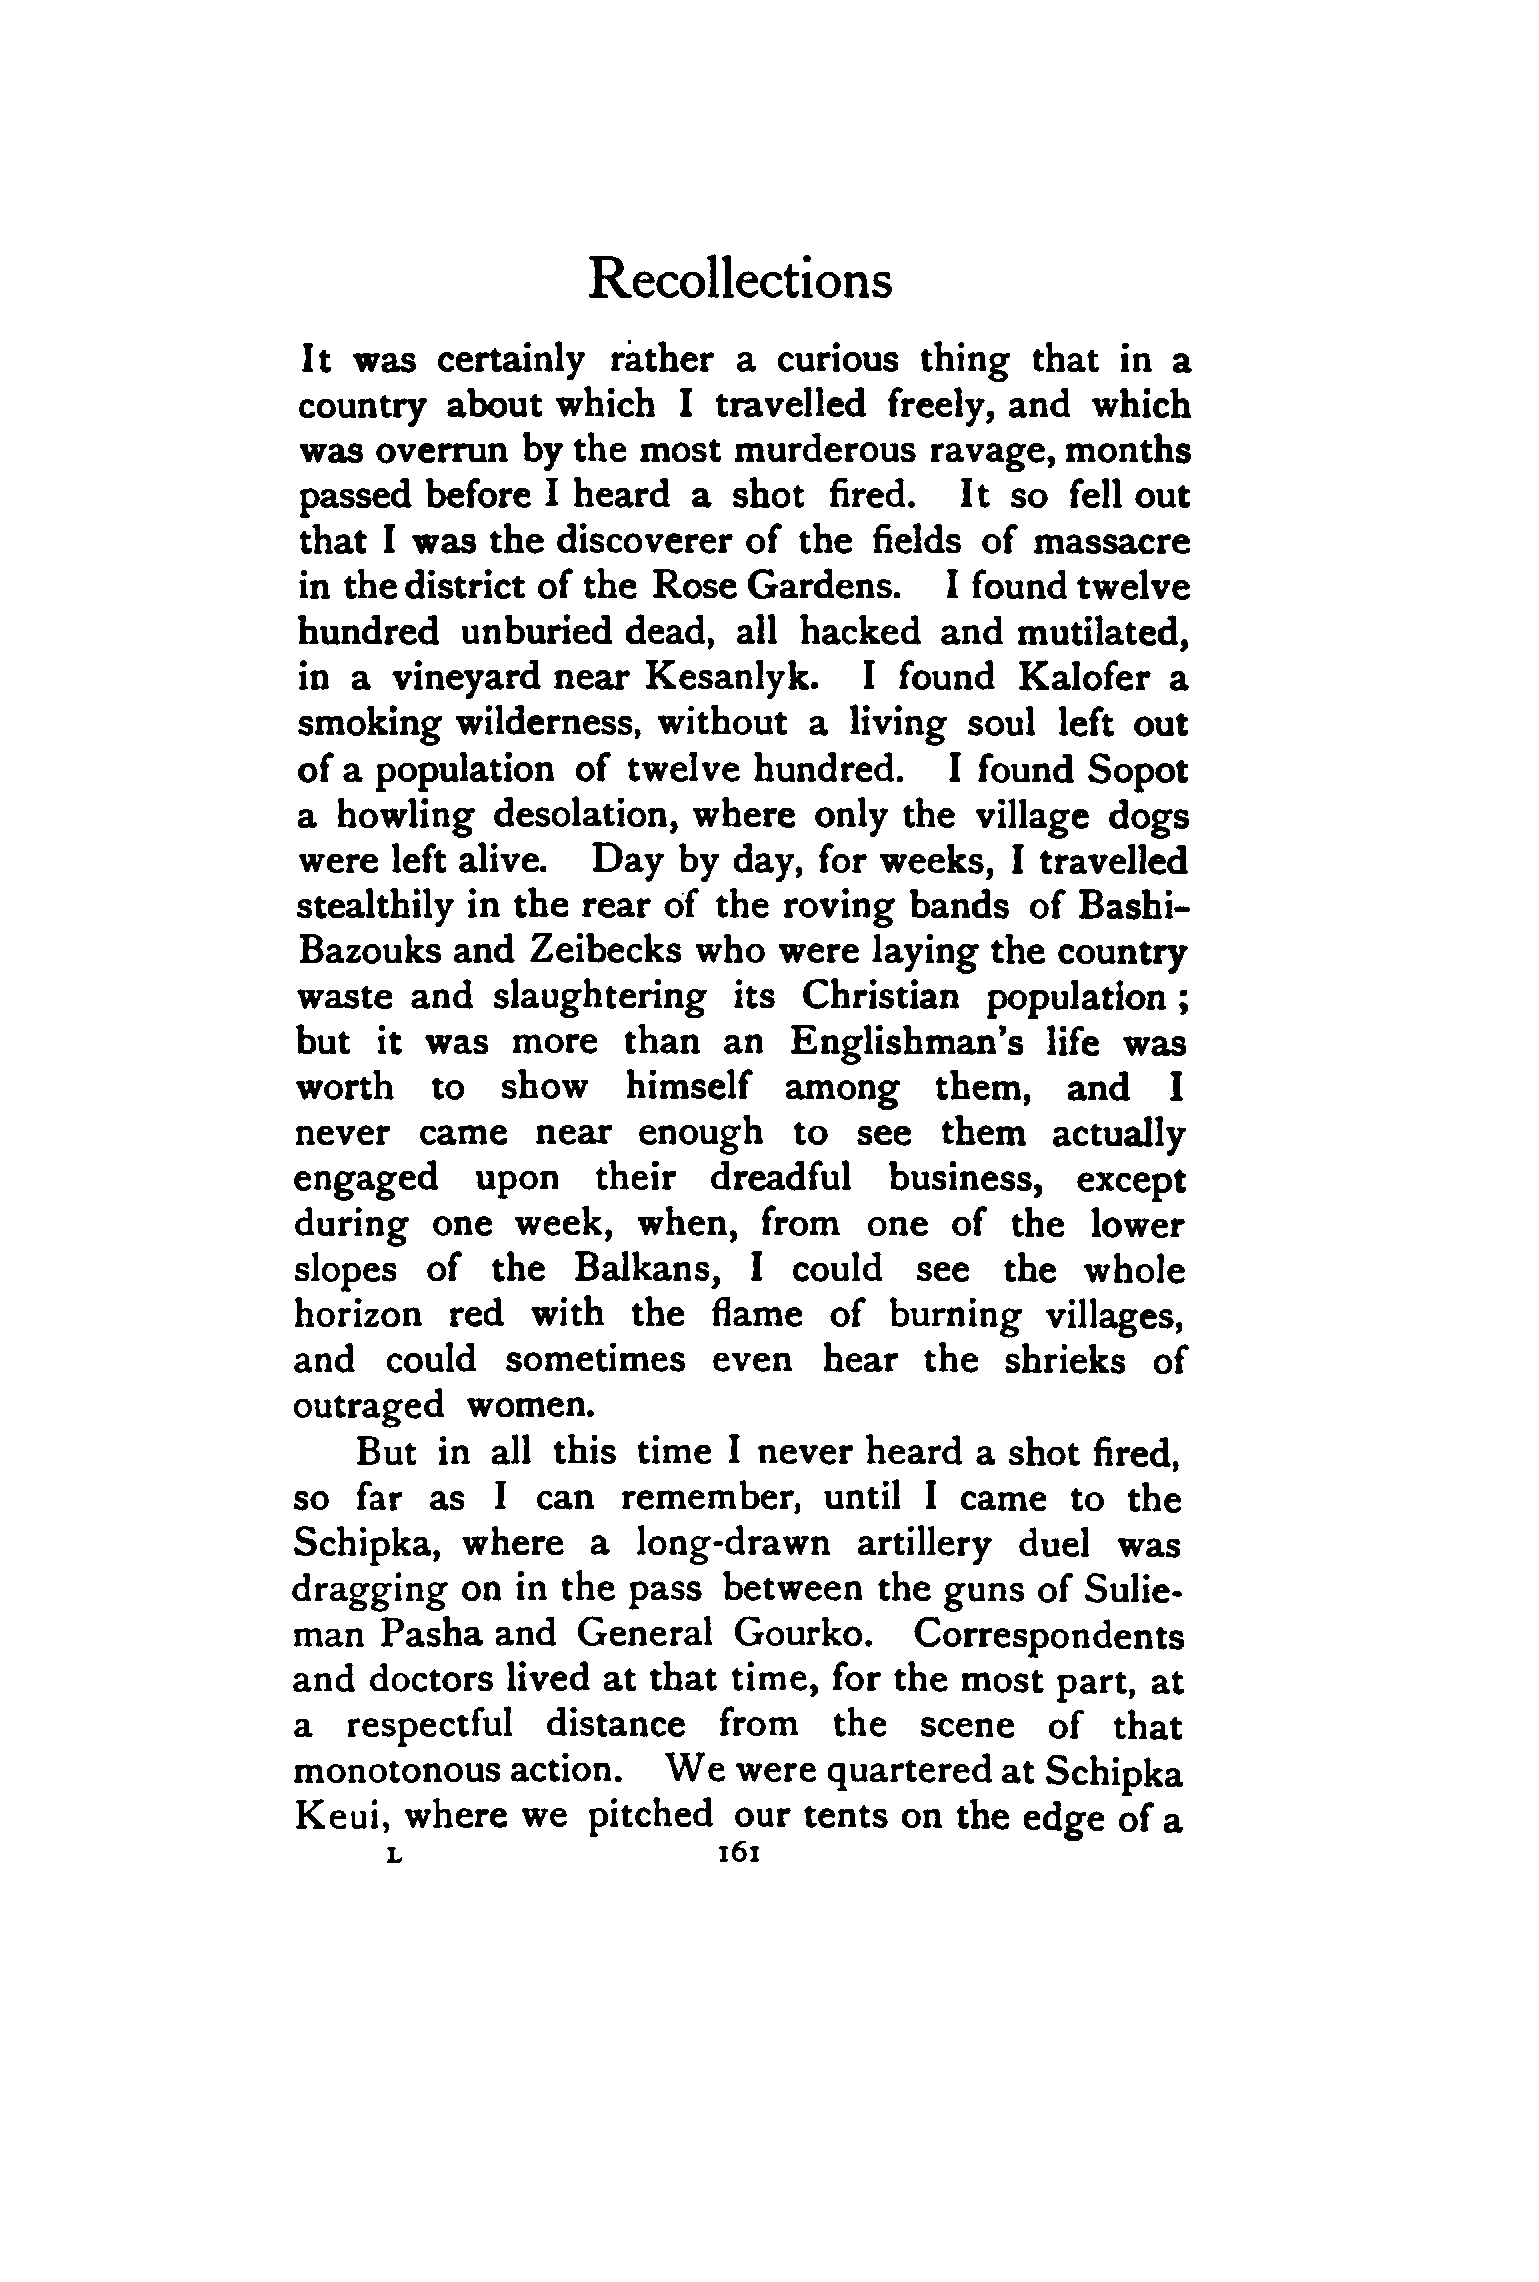 Recollections
It was certainly rather a curious thing that in a
country about which I travelled freely, and which
was overrun by the most murderous ravage, months
passed before I heard a shot fired. It so fell out
that I was the discoverer of the fields of massacre
in the district of the Rose Gardens. I found twelve
hundred unburied dead, all hacked and mutilated,
in a vineyard near Kesanlyk. I found Kalofer a
smoking wilderness, without a living soul left out
of a population of twelve hundred. I found Sopot
a howling desolation, where only the village dogs
were left alive. Day by day, for weeks, I travelled
stealthily in the rear of the roving bands of Bashi-
Bazouks and Zeibecks who were laying the country
waste and slaughtering its Christian population ;
but it was more than an Englishman's life was
worth to show himself among them, and I
never came near enough to see them actually
engaged upon their dreadful business, except
during one week, when, from one of the lower
slopes of the Balkans, I could see the whole
horizon red with the flame of burning villages,
and could sometimes even hear the shrieks of
outraged women.
But in all this time I never heard a shot fired,
so far as I can remember, until I came to the
Schipka, where a long-drawn artillery duel was
dragging on in the pass between the guns of Sulie-
man Pasha and General Gourko. Correspondents
and doctors lived at that time, for the most part, at
a respectful distance from the scene of that
monotonous action. We were quartered at Schipka
Keui, where we pitched our tents on the edge of a
L 161